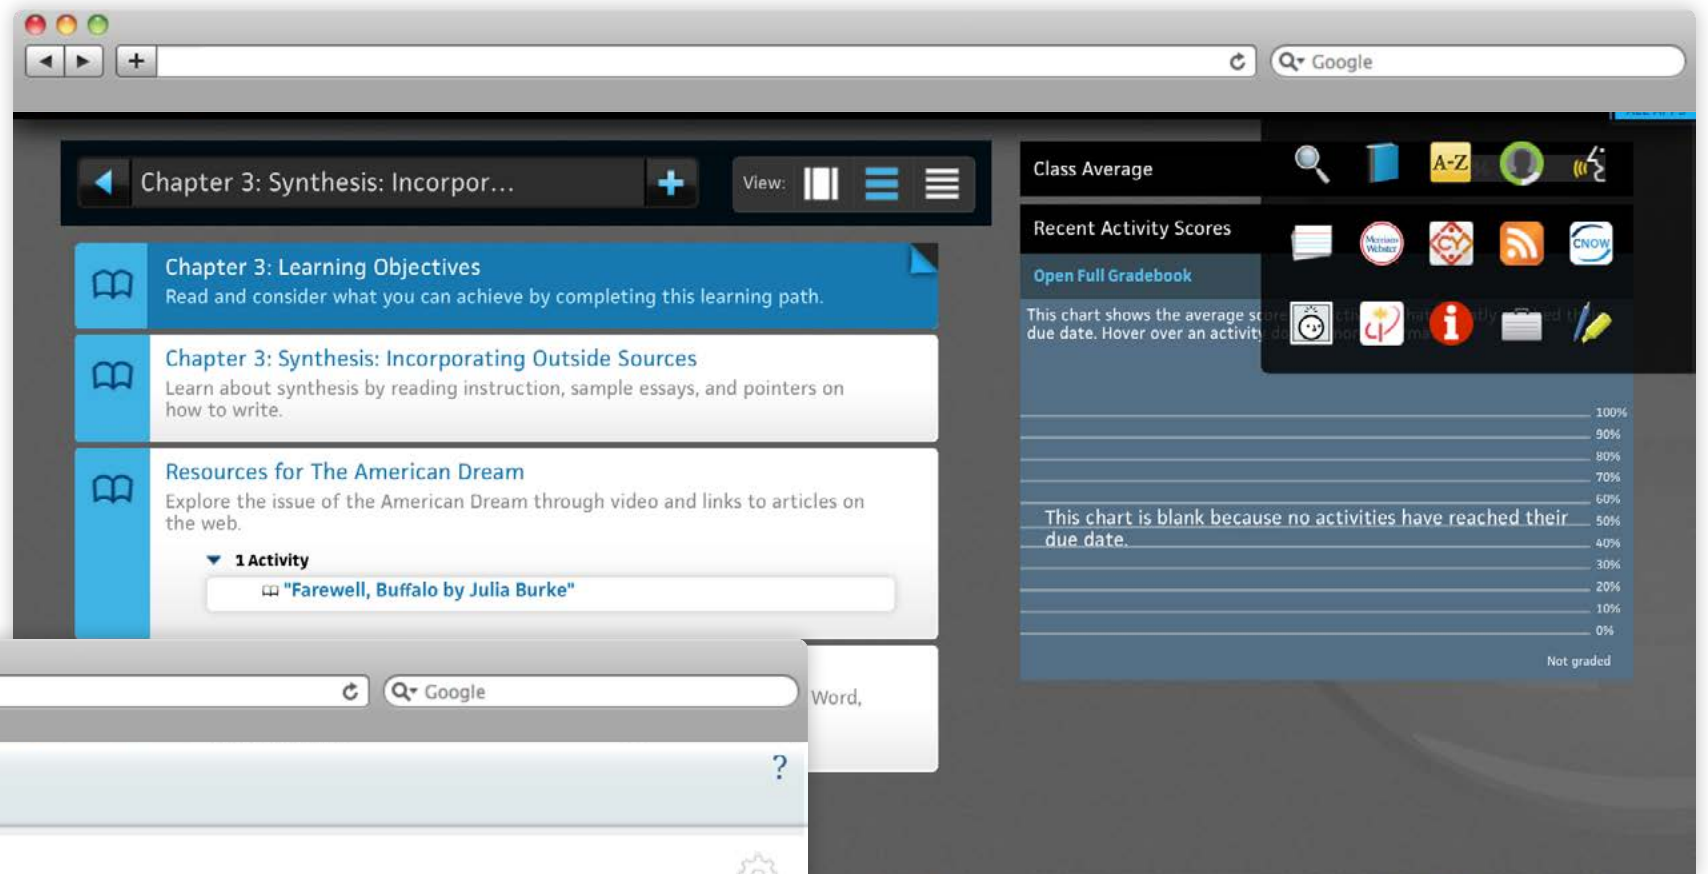 Google
Chapter 3: Synthesis: Incorpor...
View:
Chapter 3: Learning Objectives
Read and consider what you can achieve by completing this learning path.
Chapter 3: Synthesis: Incorporating Outside Sources
Learn about synthesis by reading instruction, sample essays, and pointers on
how to write.
Resources for The American Dream
Explore the issue of the American Dream through video and links to articles on
the web.
1 Activity
"Farewell, Buffalo by Julia Burke"
Word,
Google
?
ALL APPS
Class Average
A-Z
Recent Activity Scores
Merriam
Webster
CY
CNOW
Open Full Gradebook
This chart shows the average
due date. Hover over an activity
100%
90%
80%
70%
60%
50%
40%
30%
20%
10%
0%
This chart is blank because no activities have reached their
due date.
Not graded